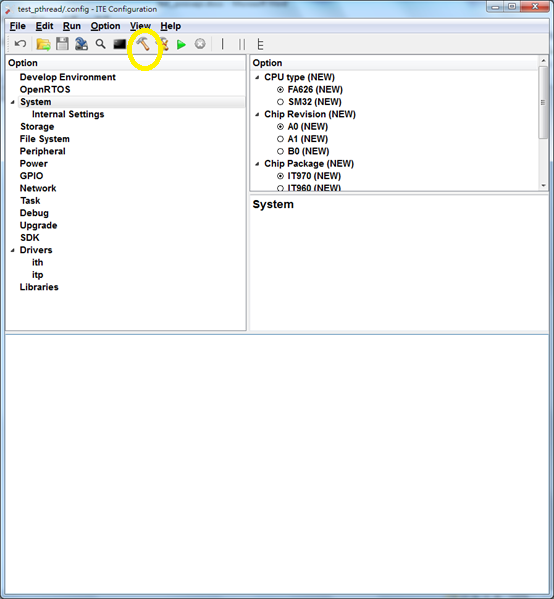 test_pthread/.config - ITE Configuration
File Edit Run Option View Help
Option
Develop Environment
OpenRTOS
System
Internal Settings
Storage
File System
Peripheral
Power
GPIO
Network
Task
Debug
Upgrade
SDK
Drivers
ith
itp
Libraries
Option
CPU type (NEW)
FA626 (NEW)
SM32 (NEW)
Chip Revision (NEW)
A0 (NEW)
A1 (NEW)
B0 (NEW)
Chip Package (NEW)
IT970 (NEW)
IT960 (NEW)
System